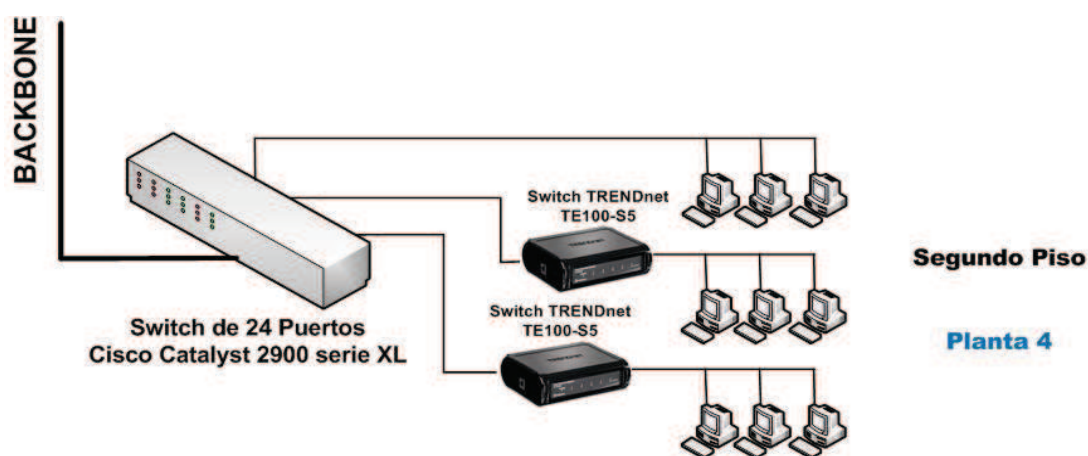 BACKBONE
Switch TRENDnet
TE100-S5
Segundo Piso
Switch TRENDnet
TE100-S5
Switch de 24 Puertos
Cisco Catalyst 2900 serie XL
Planta 4